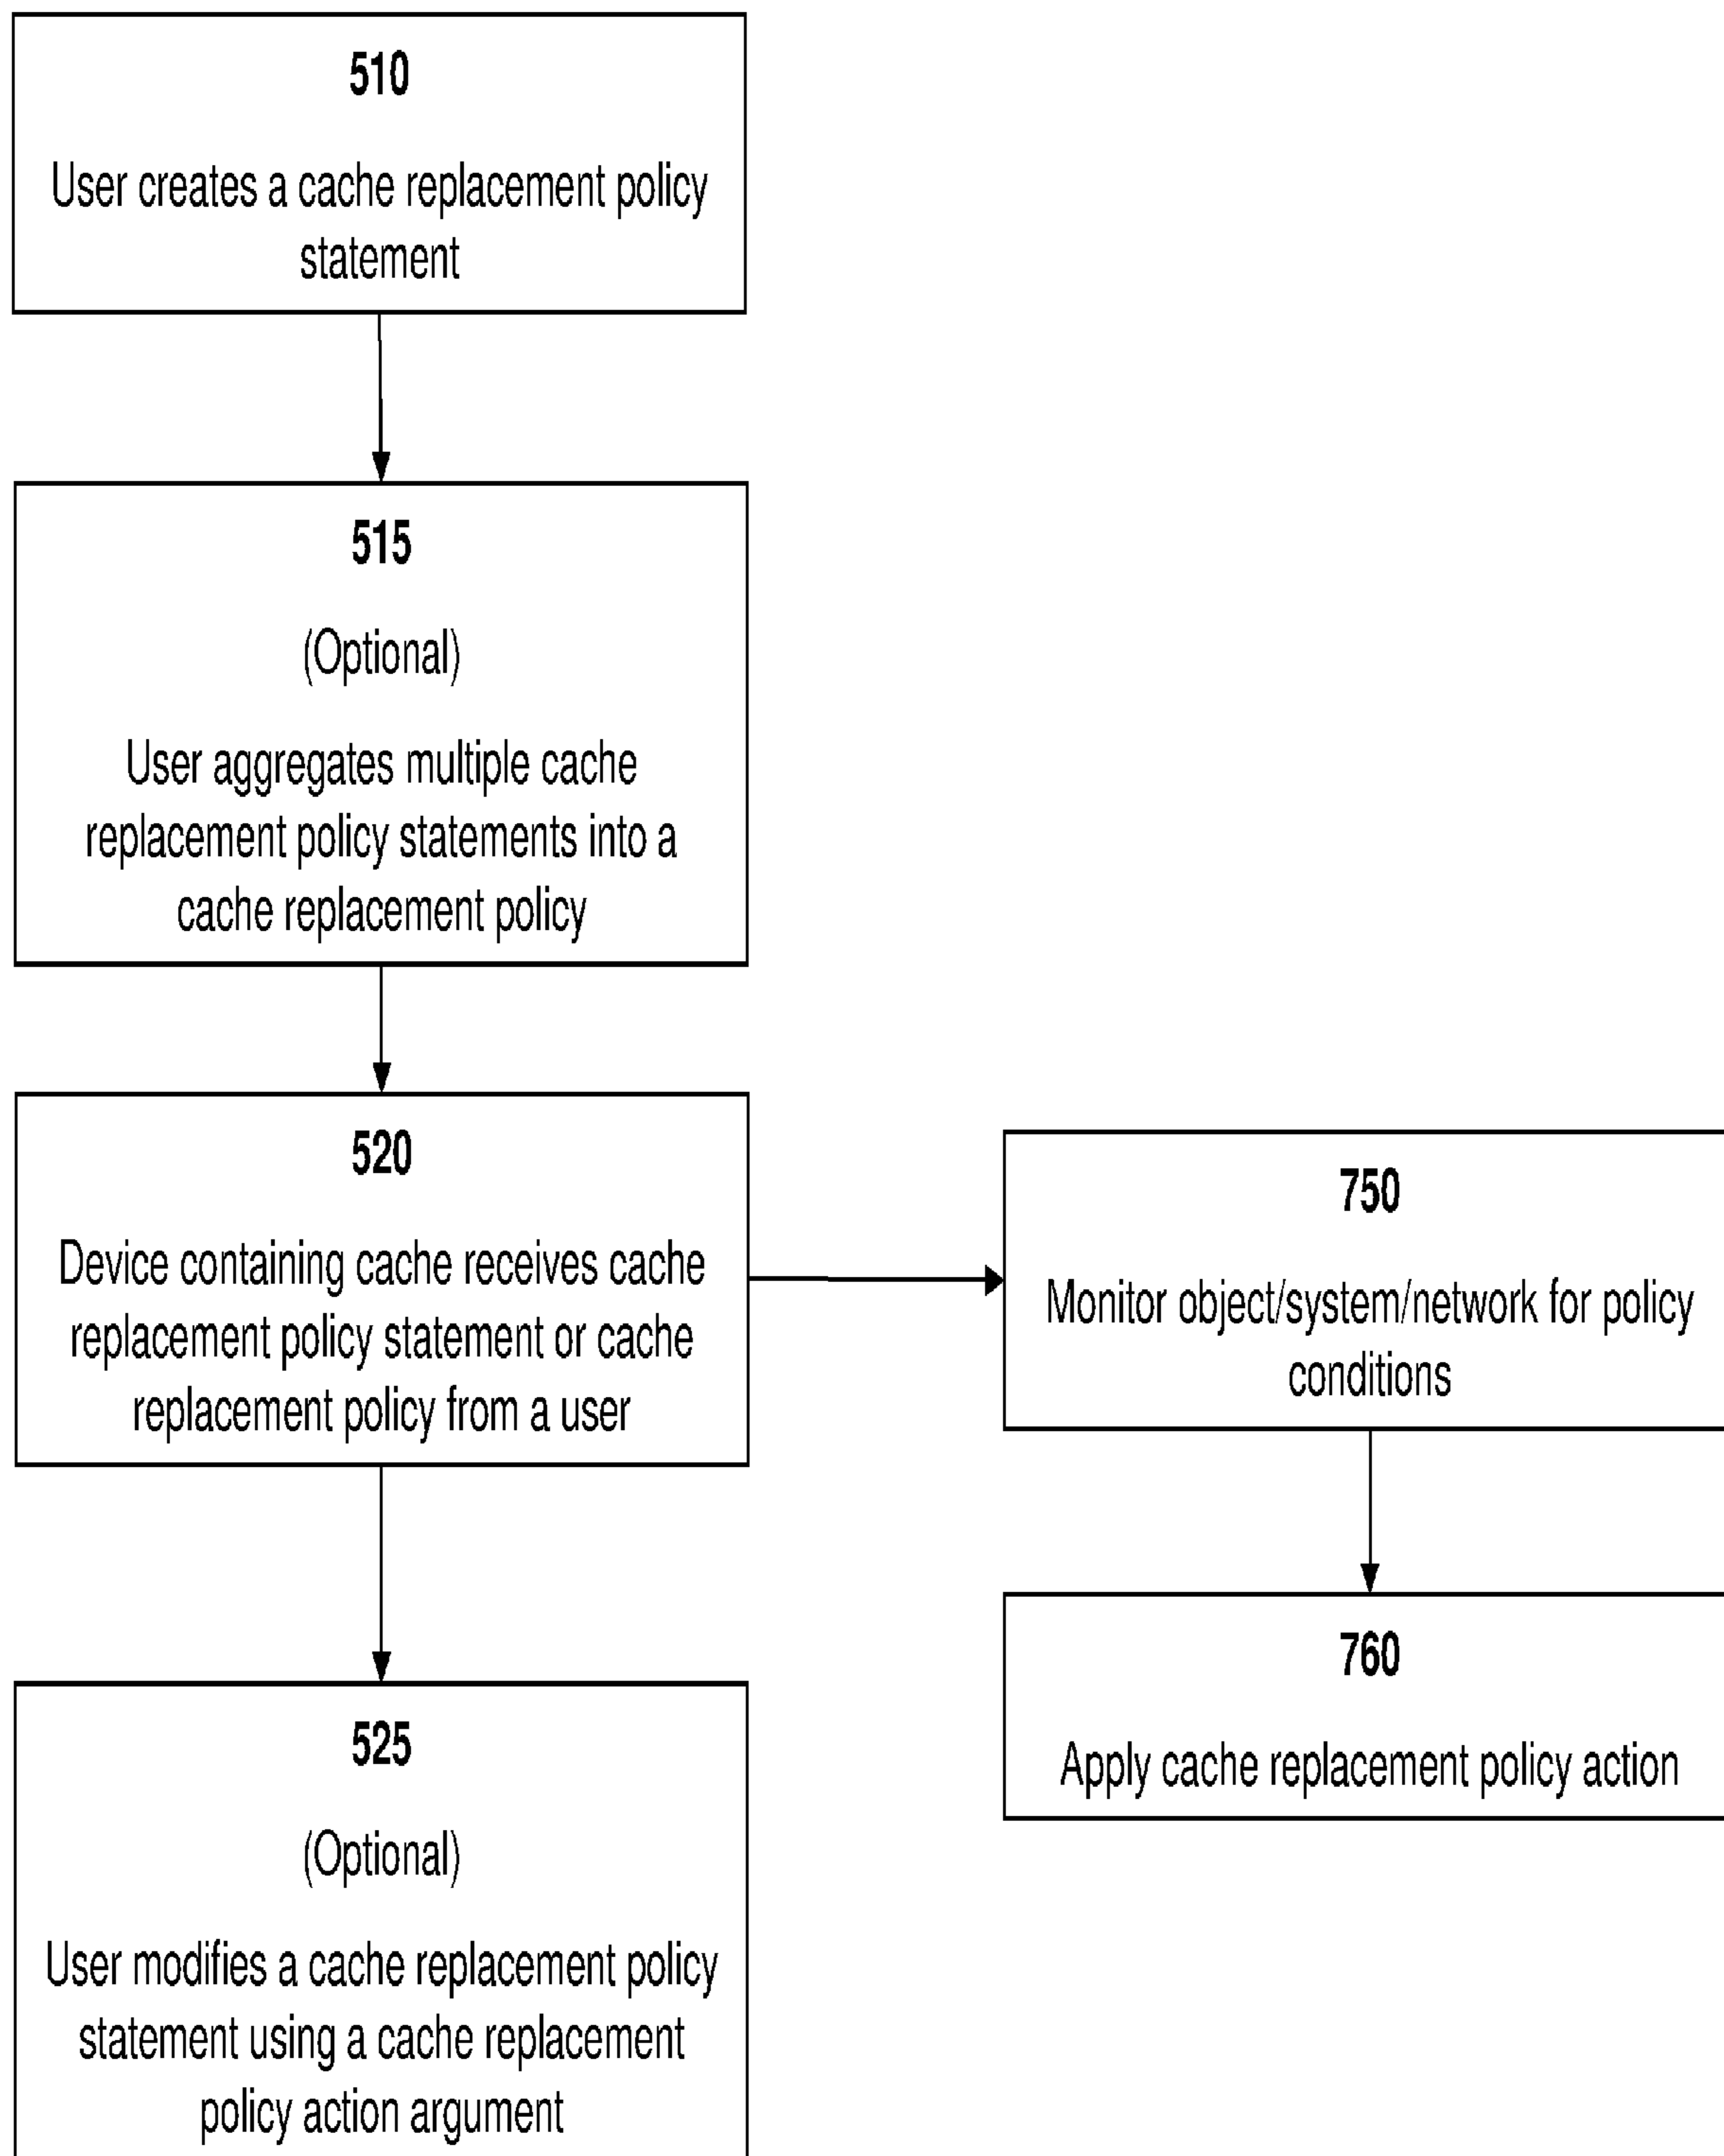 510
User creates a cache replacement policy
statement
515
(Optional)
User aggregates multiple cache
replacement policy statements into a
cache replacement policy
520
Device containing cache receives cache
replacement policy statement or cache
replacement policy from a user
750
Monitor object/system/network for policy
conditions
760
Apply cache replacement policy action
525
(Optional)
User modifies a cache replacement policy
statement using a cache replacement
policy action argument